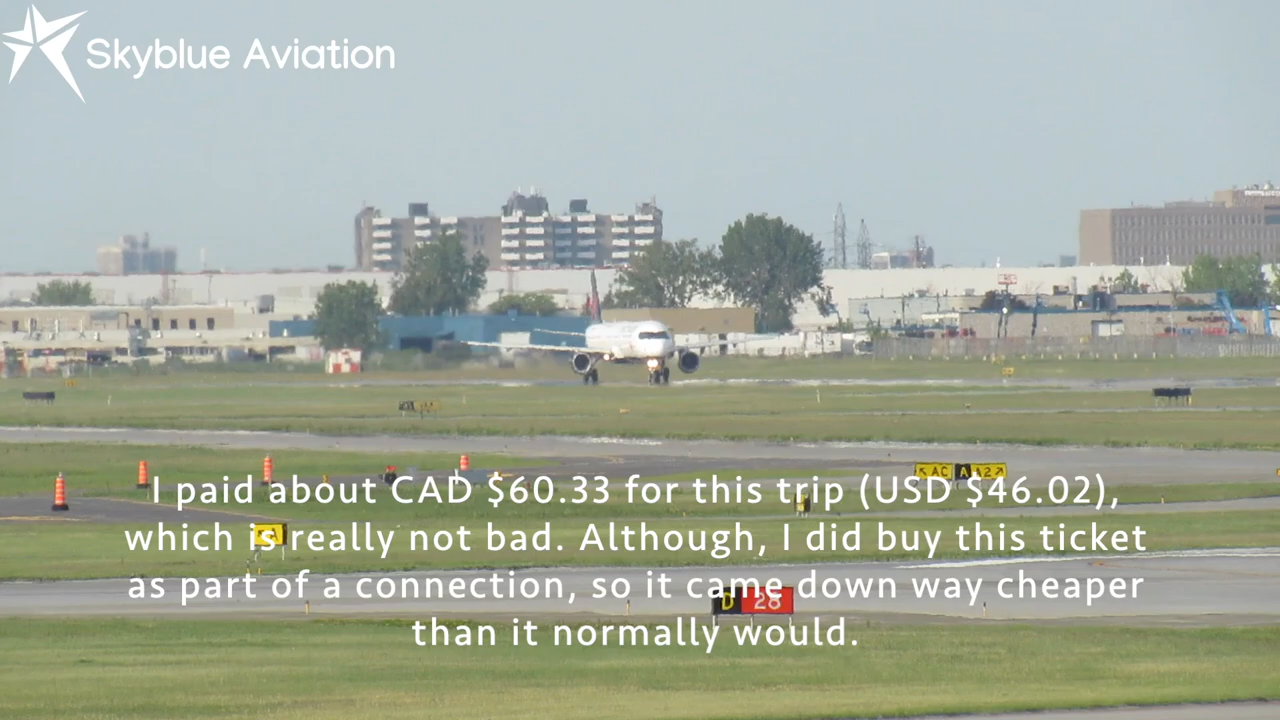 Skyblue Aviation
AC A A2
I paid about CAD $60.33 for this trip (USD $46.02),
which is really not bad. Although, I did buy this ticket
as part of a connection, so it came down way cheaper
D 28
than it normally would.